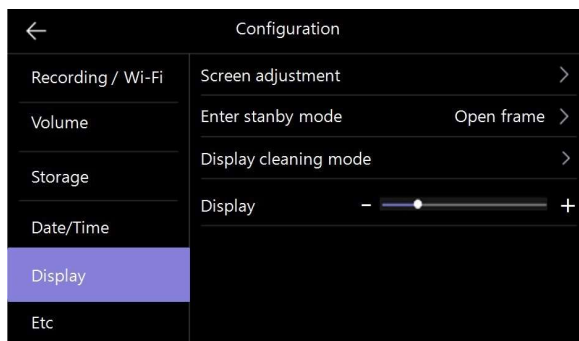 Configuration
Recording / Wi-Fi
Volume
Storage
Date/Time
Display
Etc
Screen adjustment
Enter stanby mode Open frame
Display cleaning mode
Display - +